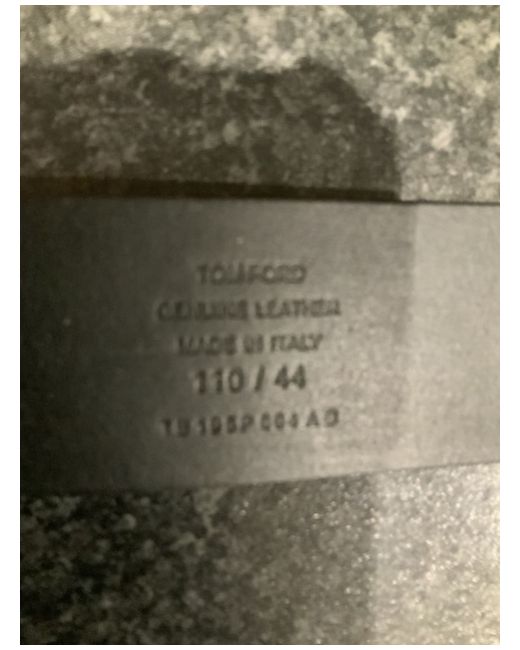 TOM FORD
GENUINE LEATHER
MADE IN ITALY
110 / 44